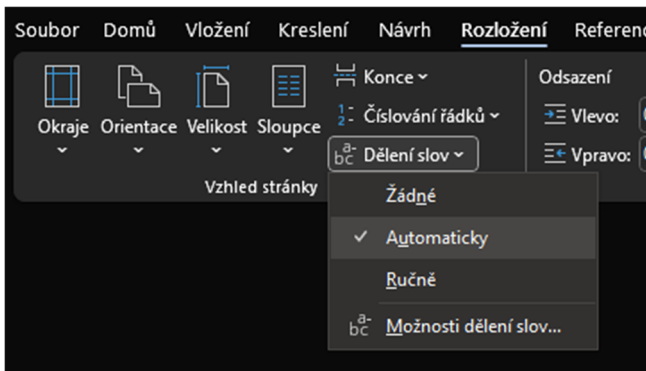 Soubor Domů Vložení Kreslení Návrh Rozložení
Okraje Orientace Velikost Sloupce
Konce
Číslování řádků
Dělení slov
Vzhled stránky
Odsazení
Vlevo:
Vpravo:
Žádné
Automaticky
Ručně
Možnosti dělení slov...